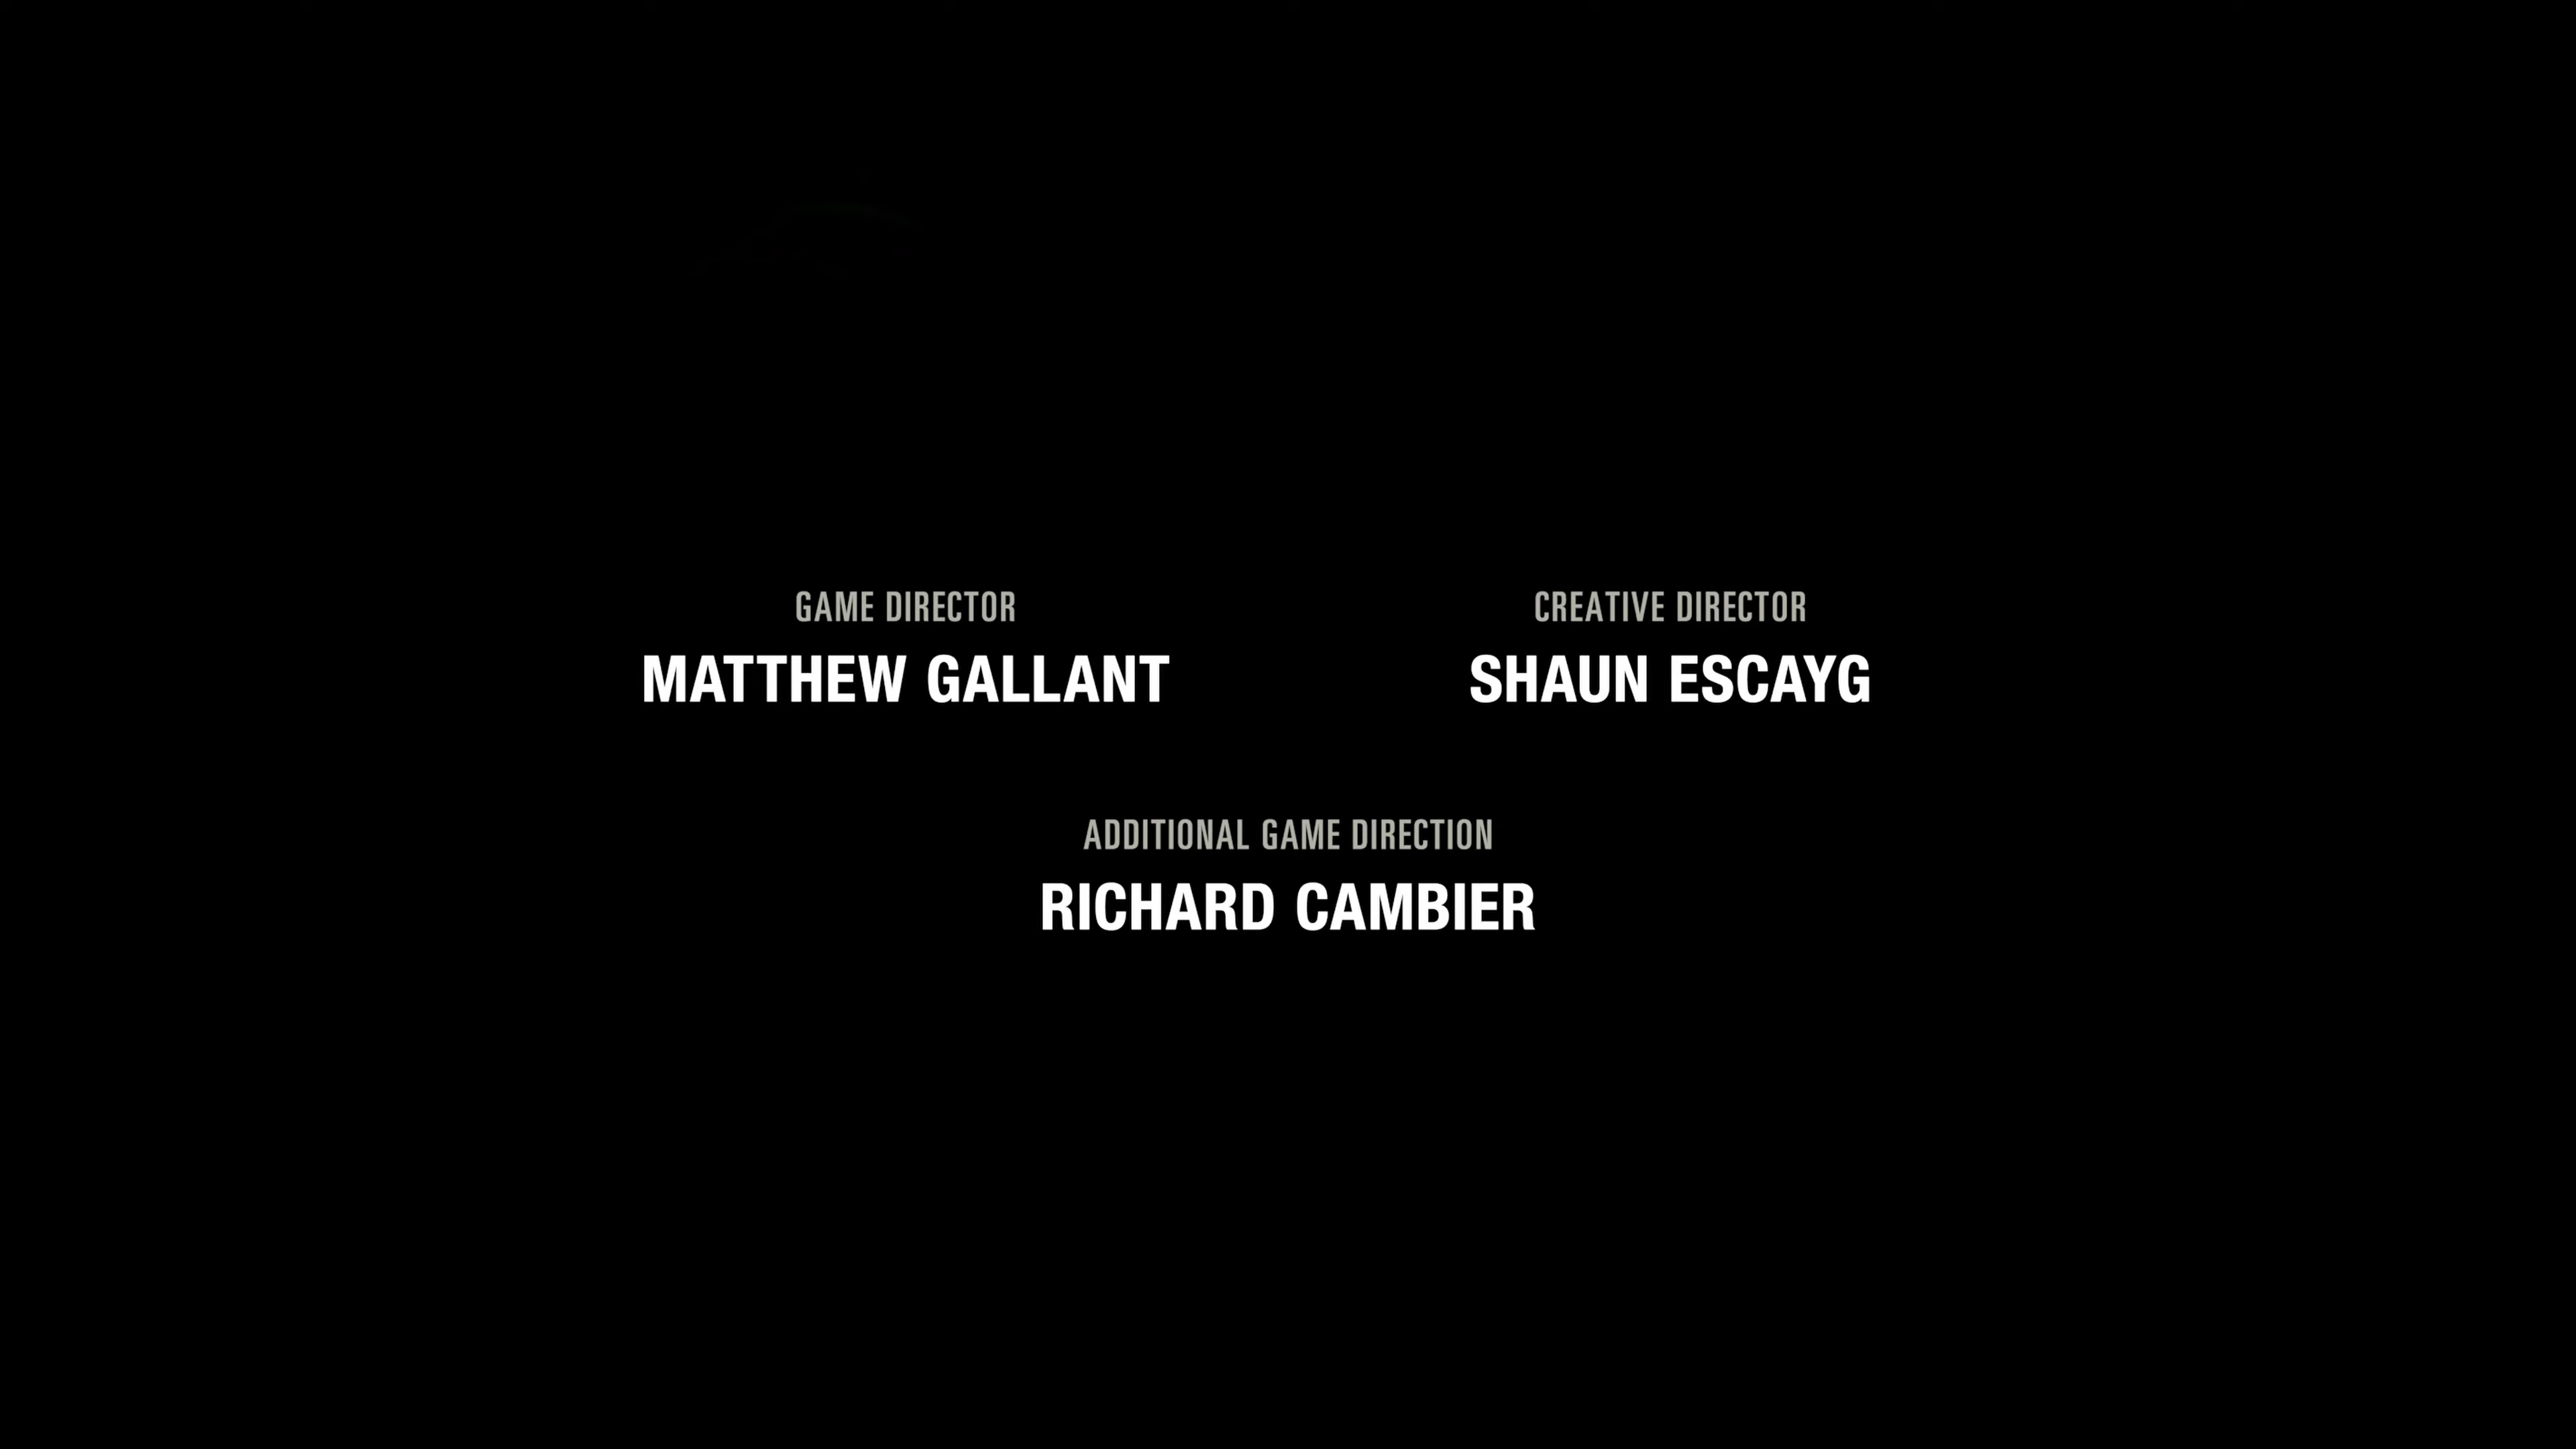 GAME DIRECTOR
MATTHEW GALLANT
CREATIVE DIRECTOR
SHAUN ESCAYG
ADDITIONAL GAME DIRECTION
RICHARD CAMBIER